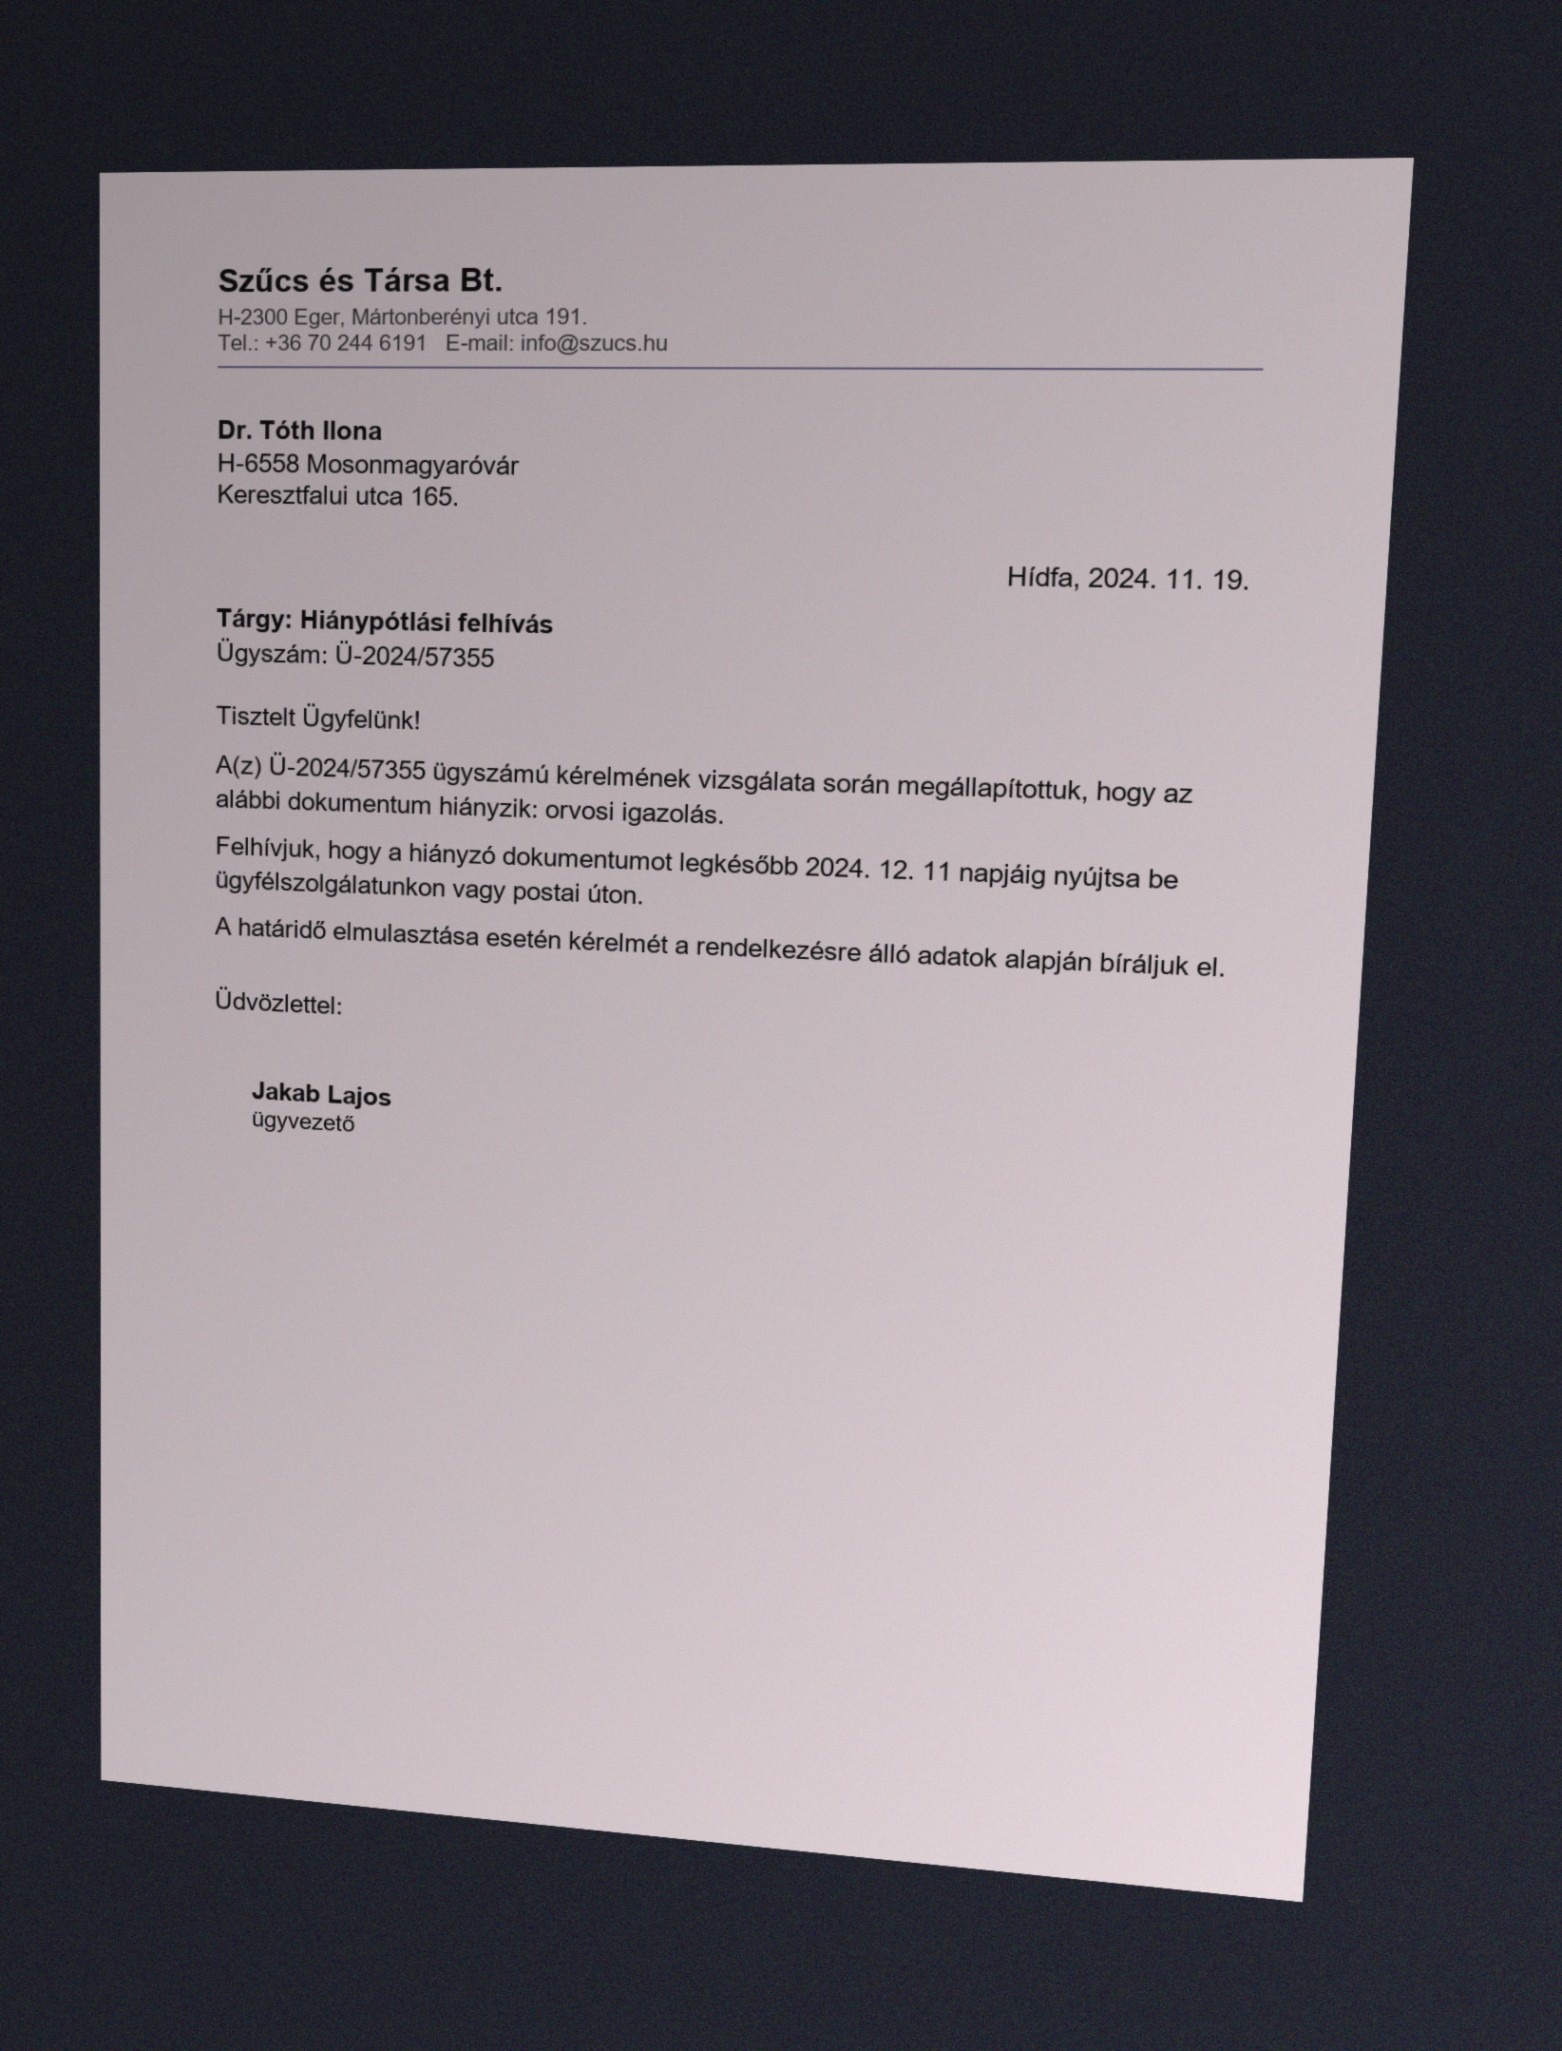 Szűcs és Társa Bt.
H-2300 Eger, Mártonberényi utca 191.
Tel.: +36 70 244 6191 E-mail: info@szucs.hu
Dr. Tóth Ilona
H-6558 Mosonmagyaróvár
Keresztfalui utca 165.
Hídfa, 2024. 11. 19.
Tárgy: Hiánypótlási felhívás
Ügyszám: Ü-2024/57355
Tisztelt Ügyfelünk!
A(z) Ü-2024/57355 ügyszámú kérelmének vizsgálata során megállapítottuk, hogy az
alábbi dokumentum hiányzik: orvosi igazolás.
Felhívjuk, hogy a hiányzó dokumentumot legkésőbb 2024. 12. 11 napjáig nyújtsa be
ügyfélszolgálatunkon vagy postai úton.
A határidő elmulasztása esetén kérelmét a rendelkezésre álló adatok alapján bíráljuk el.
Üdvözlettel:
Jakab Lajos
ügyvezető